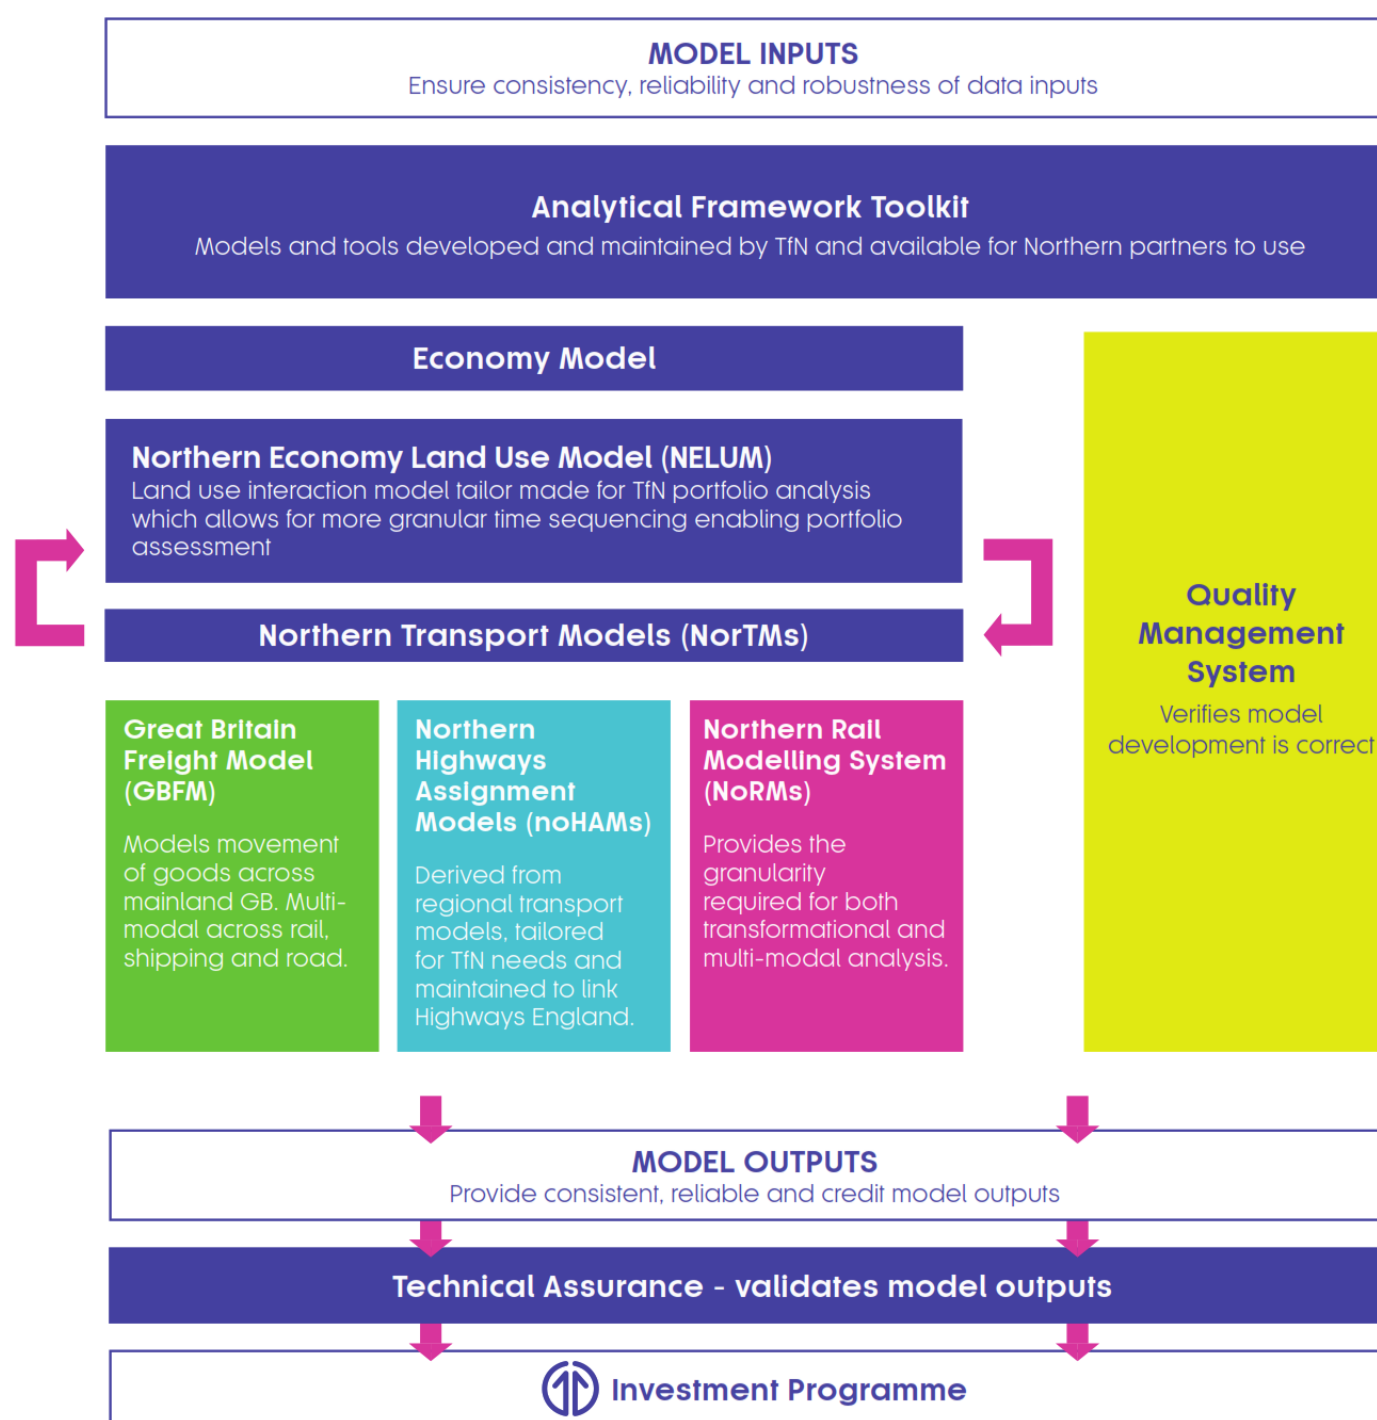 MODEL INPUTS
Ensure consistency, reliability and robustness of data inputs
Analytical Framework Toolkit
Models and tools developed and maintained by TfN and available for Northern partners to use
Economy Model
Northern Economy Land Use Model (NELUM)
Land use interaction model tailor made for TfN portfolio analysis
which allows for more granular time sequencing enabling portfolio
assessment
Northern Transport Models (NorTMs)
Great Britain
Freight Model
(GBFM)
Models movement
of goods across
mainland GB. Multi-
modal across rail,
shipping and road.
Northern
Highways
Assignment
Models (noHAMs)
Derived from
regional transport
models, tailored
for TfN needs and
maintained to link
Highways England.
Northern Rail
Modelling System
(NoRMs)
Provides the
granularity
required for both
transformational and
multi-modal analysis.
Quality
Management
System
Verifies model
development is correct
MODEL OUTPUTS
Provide consistent, reliable and credit model outputs
Technical Assurance - validates model outputs
Investment Programme